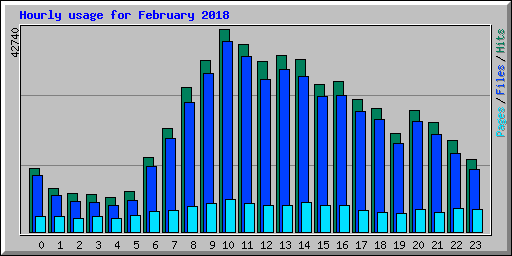 Hourly usage for February 2018
42740
Pages/Files/Hits
0 1 2 3 4 5 6 7 8 9 10 11 12 13 14 15 16 17 18 19 20 21 22 23